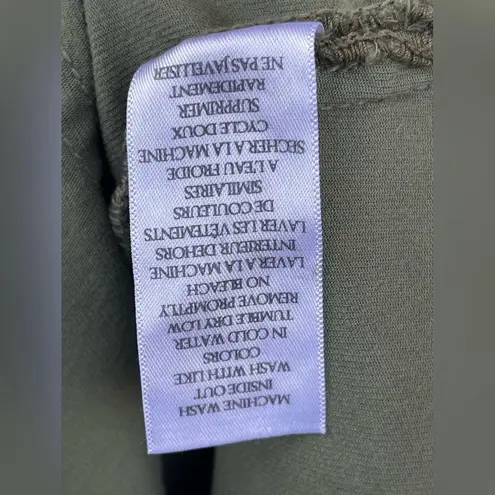 MACHINE WASH
INSIDE OUT
WASH WITH LIKE
COLORS
IN COLD WATER
TUMBLE DRY LOW
REMOVE PROMPTLY
NO BLEACH
LAVER A LA MACHINE
INTERIEUR DEHORS
LAVER LES VÊTEMENTS
DE COULEURS
SIMILAIRES
A L'EAU FROIDE
SECHER A LA MACHINE
CYCLE DOUX
SUPPRIMER
RAPIDEMENT
NE PAS JAVELLISER